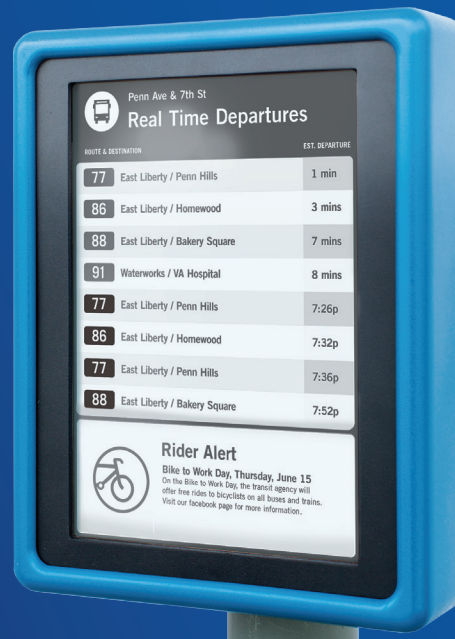 Penn Ave & 7th St
Real Time Departures
ROUTE & DESTINATION EST. DEPARTURE
77 East Liberty / Penn Hills 1 min
86 East Liberty / Homewood 3 mins
88 East Liberty / Bakery Square 7 mins
91 Waterworks / VA Hospital 8 mins
77 East Liberty / Penn Hills 7:26p
86 East Liberty / Homewood 7:32p
77 East Liberty / Penn Hills 7:36p
88 East Liberty / Bakery Square 7:52p
Rider Alert
Bike to Work Day, Thursday, June 15
On the Bike to Work Day, the transit agency will
offer free rides to bicyclists on all buses and trains.
Visit our facebook page for more information.